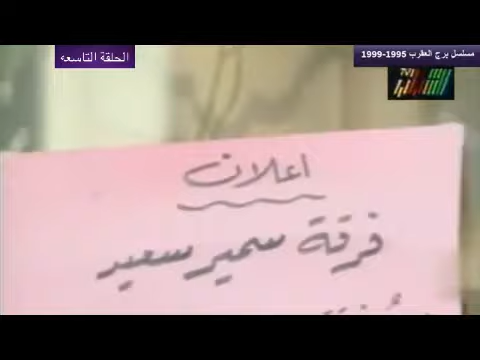 مسلسل برج العقرب 1995-1999
الحلقة التاسعه
اعلان
فرقة سمير سعيد